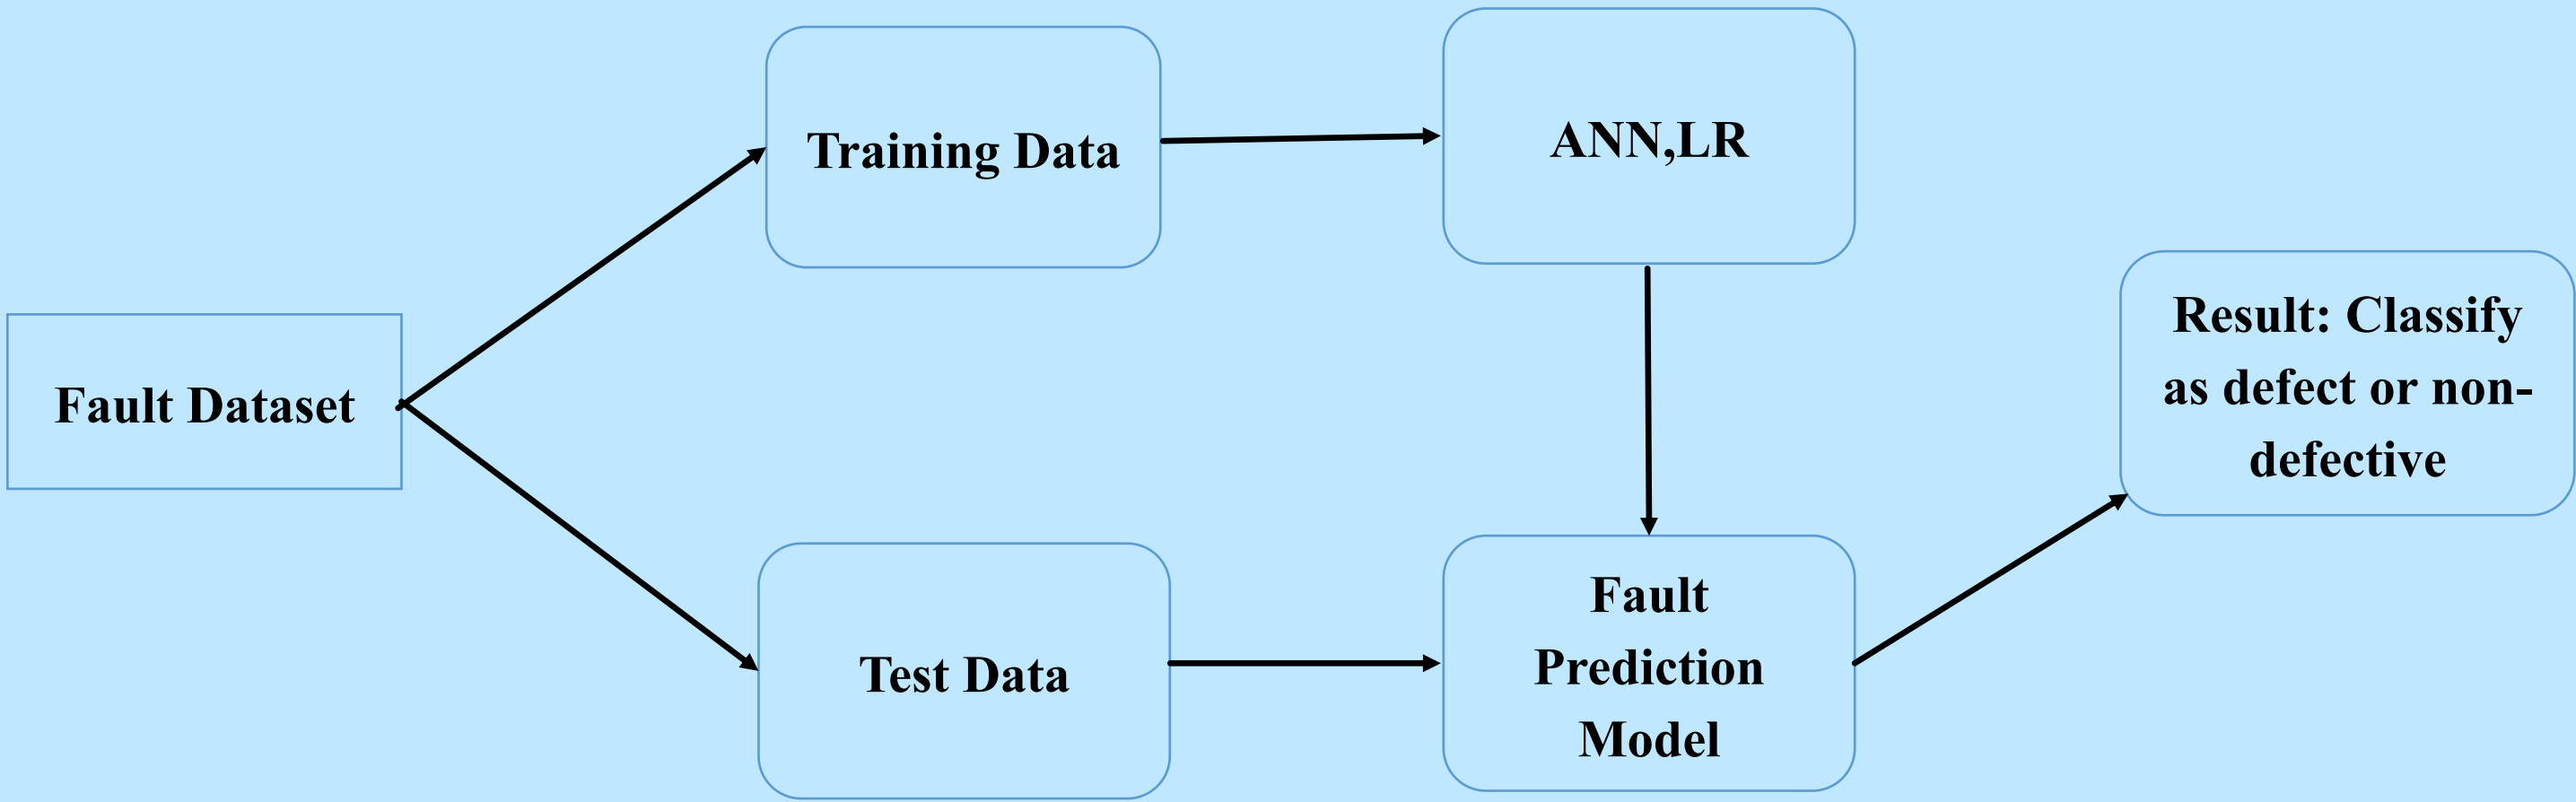 Training Data
ANN,LR
Fault Dataset
Result: Classify
as defect or non-
defective
Test Data
Fault
Prediction
Model